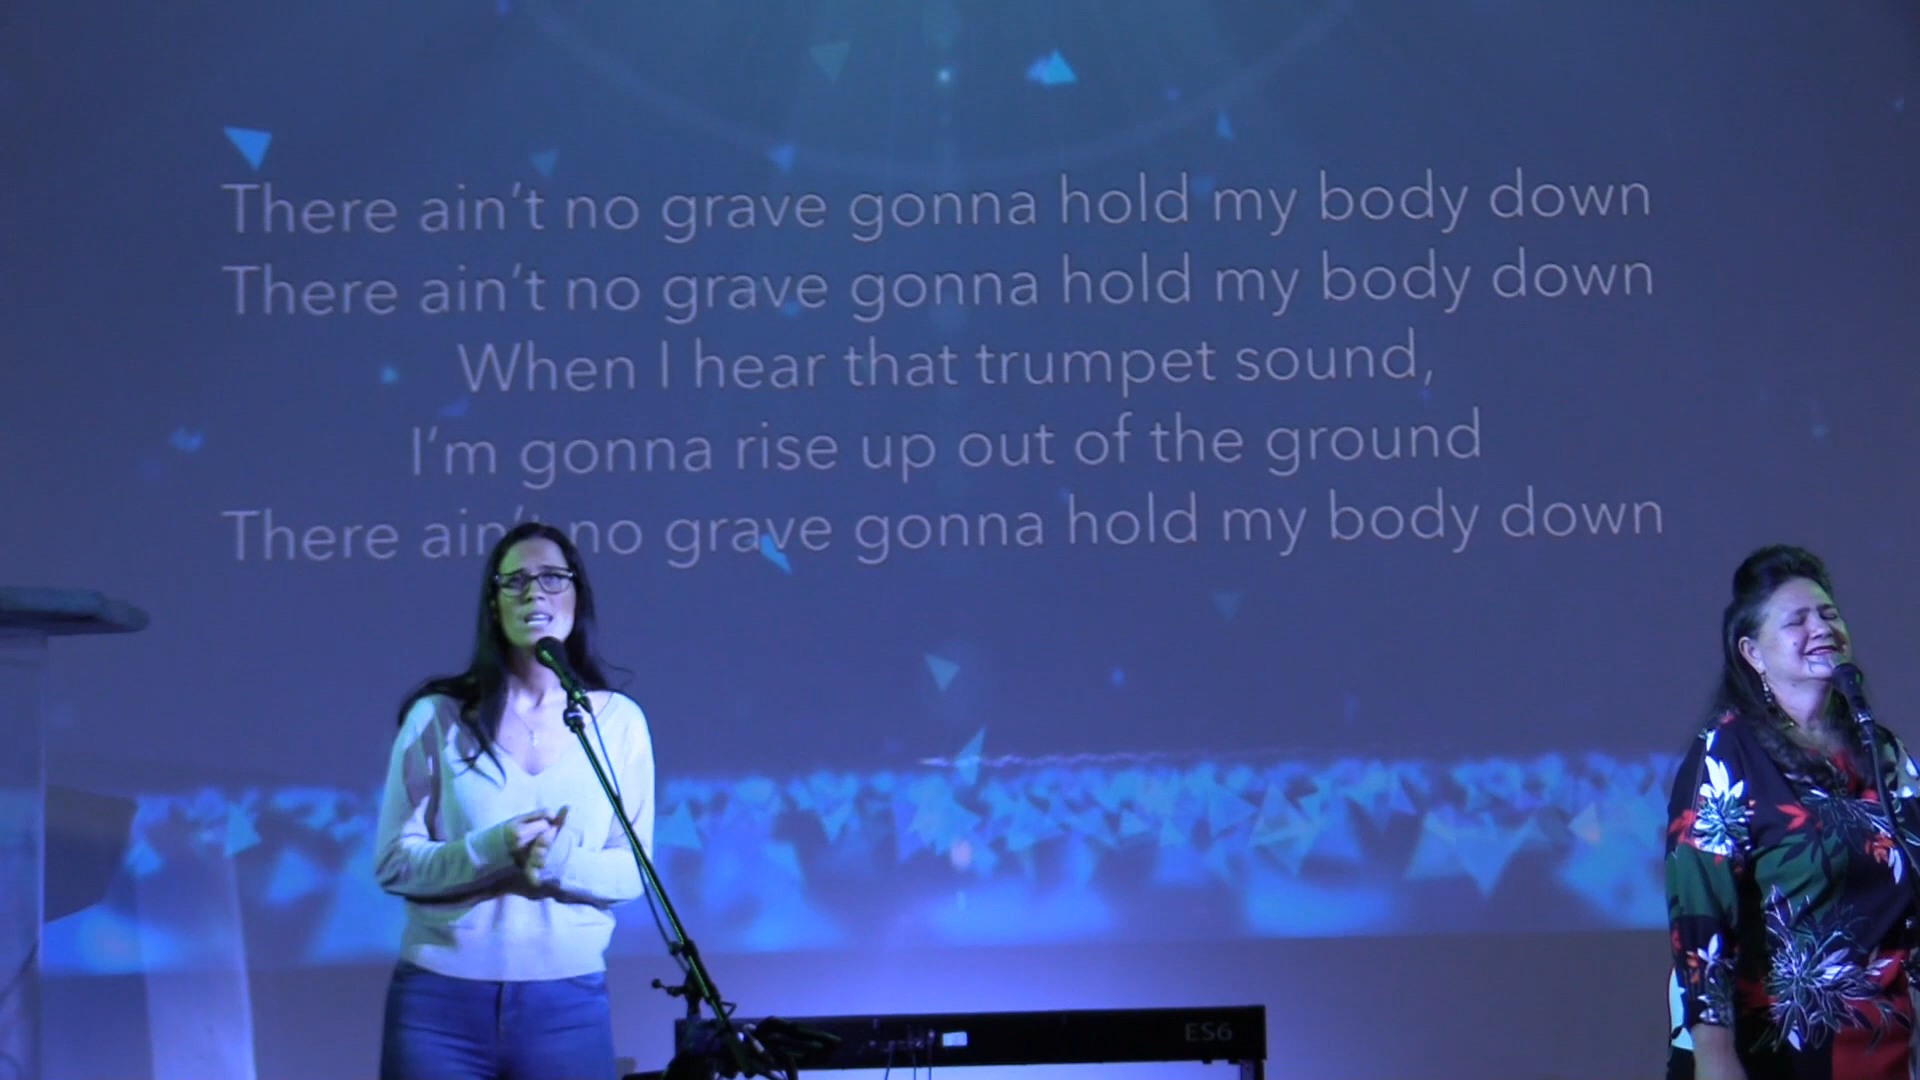 There ain't no grave gonna hold my body down
There ain't no grave gonna hold my body down
When I hear that trumpet sound,
I'm gonna rise up out of the ground
There ain't no grave gonna hold my body down
ES6